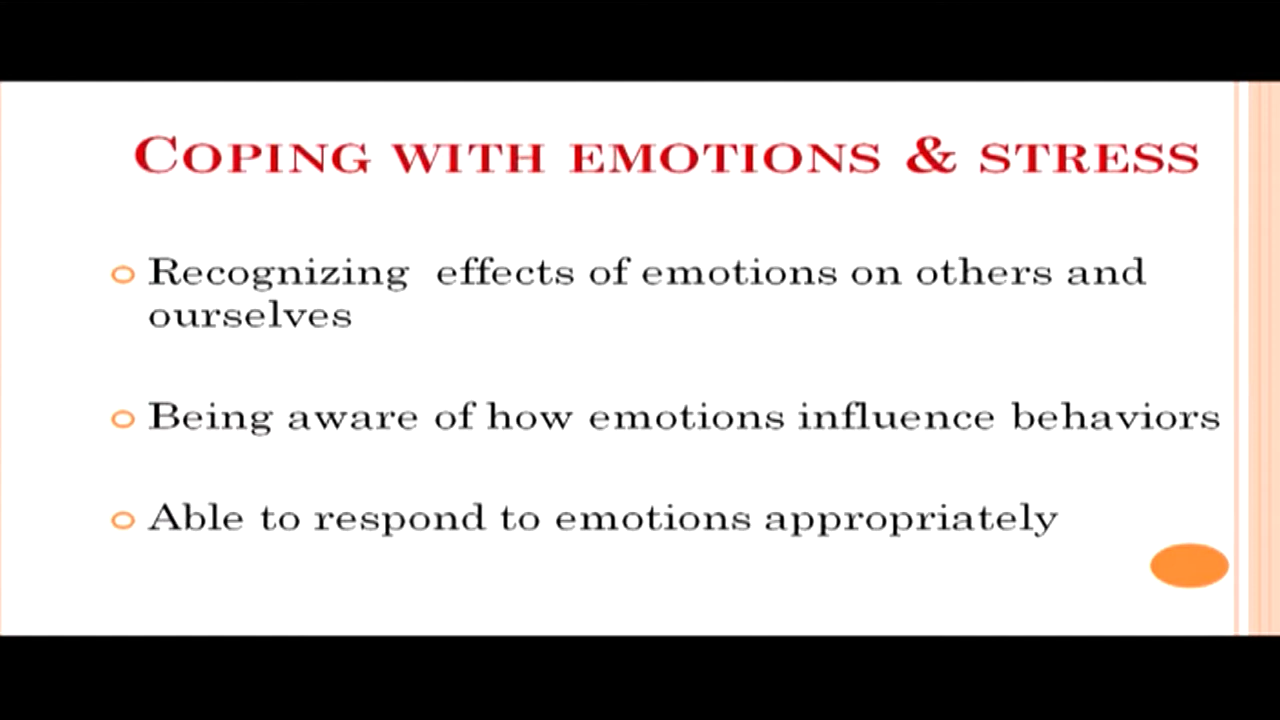 COPING WITH EMOTIONS & STRESS
Recognizing effects of emotions on others and
ourselves
Being aware of how emotions influence behaviors
Able to respond to emotions appropriately